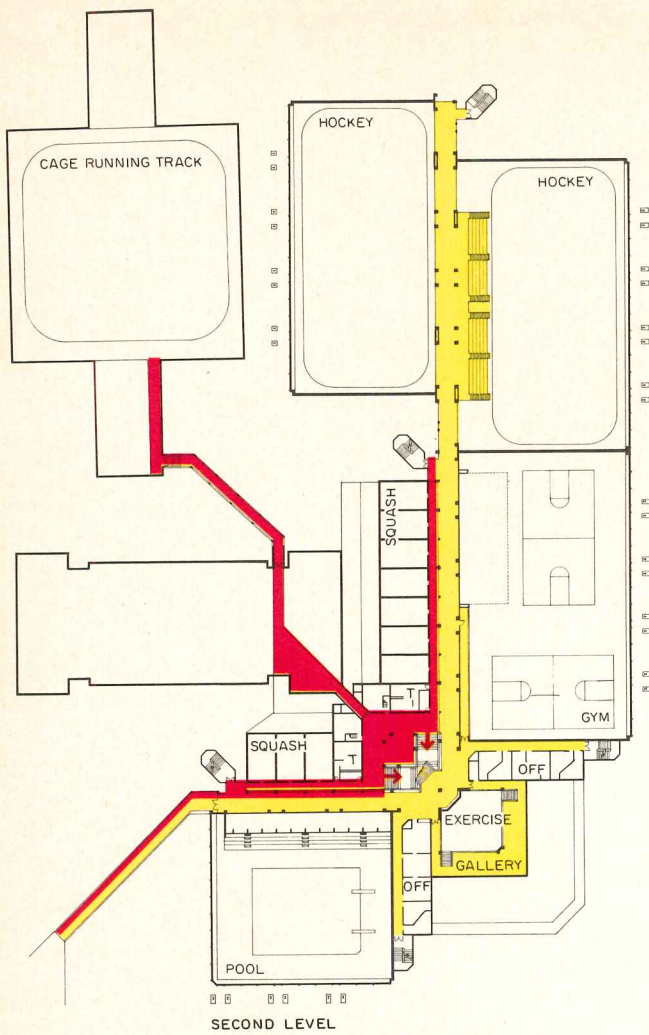 HOCKEY
CAGE RUNNING TRACK
HOCKEY
SQUASH
GYM
T
SQUASH
T
OFF
EXERCISE
GALLERY
OFF
POOL
SECOND LEVEL